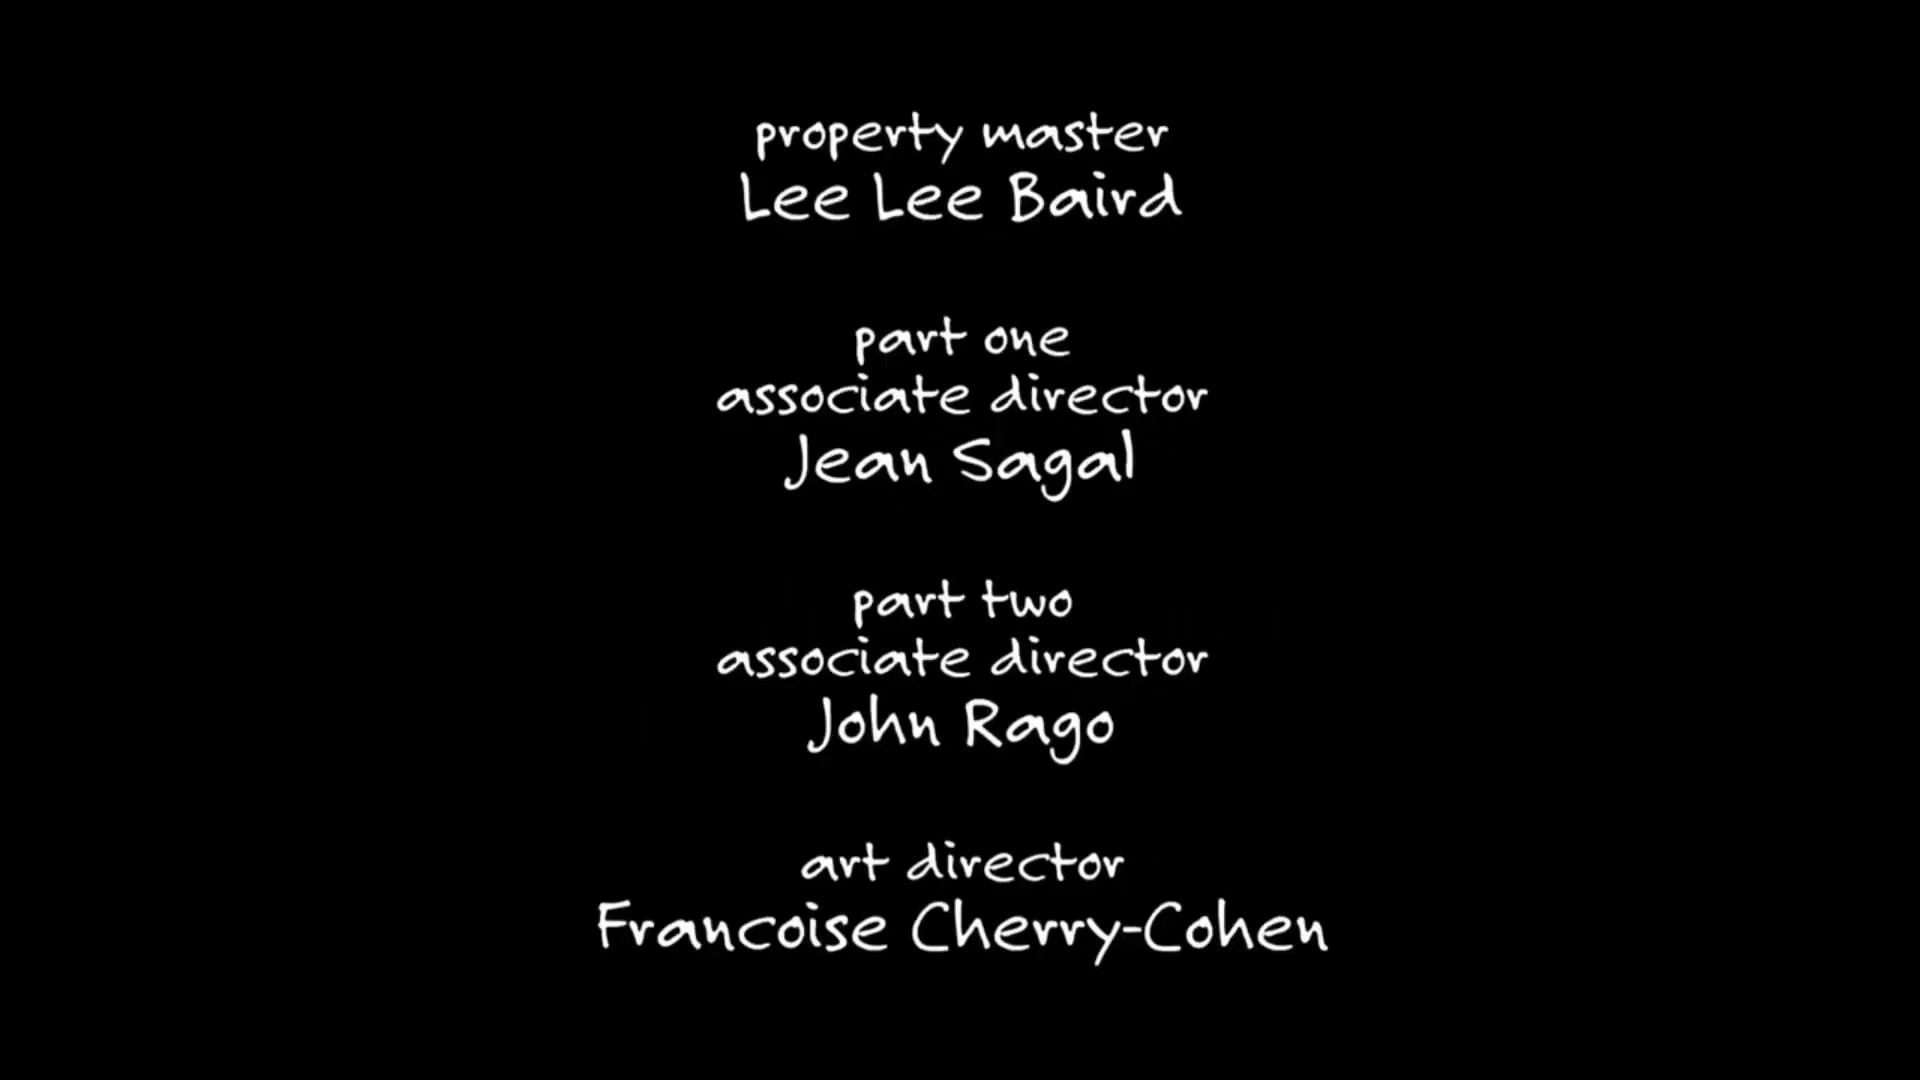 property master
Lee Lee Baird
part one
associate director
Jean Sagal
part two
associate director
John Rago
art director
Francoise Cherry-Cohen